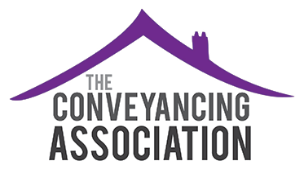 THE
CONVEYANCING
ASSOCIATION